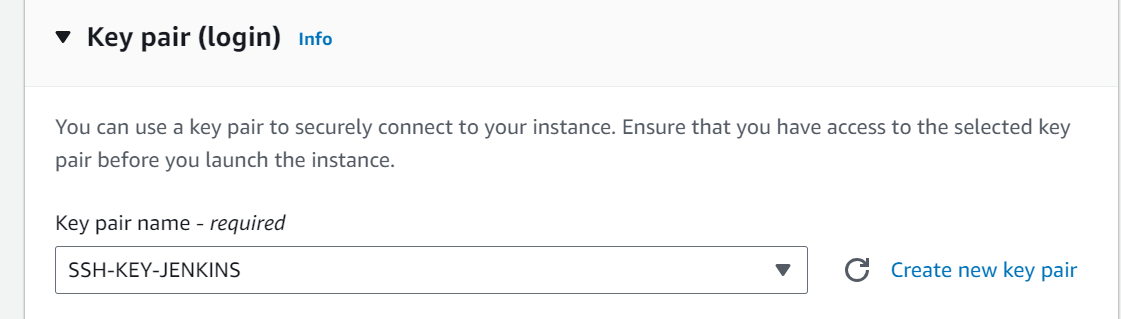 Key pair (login) Info
You can use a key pair to securely connect to your instance. Ensure that you have access to the selected key
pair before you launch the instance.
Key pair name - required
SSH-KEY-JENKINS
Create new key pair